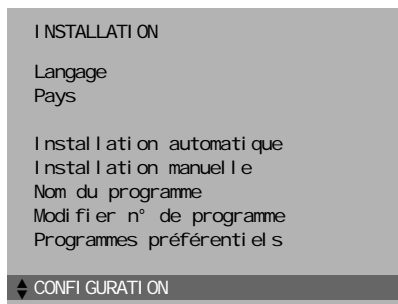 INSTALLATION
Langage
Pays
Installation automatique
Installation manuelle
Nom du programme
Modifier n° de programme
Programmes préférentiels
CONFIGURATION